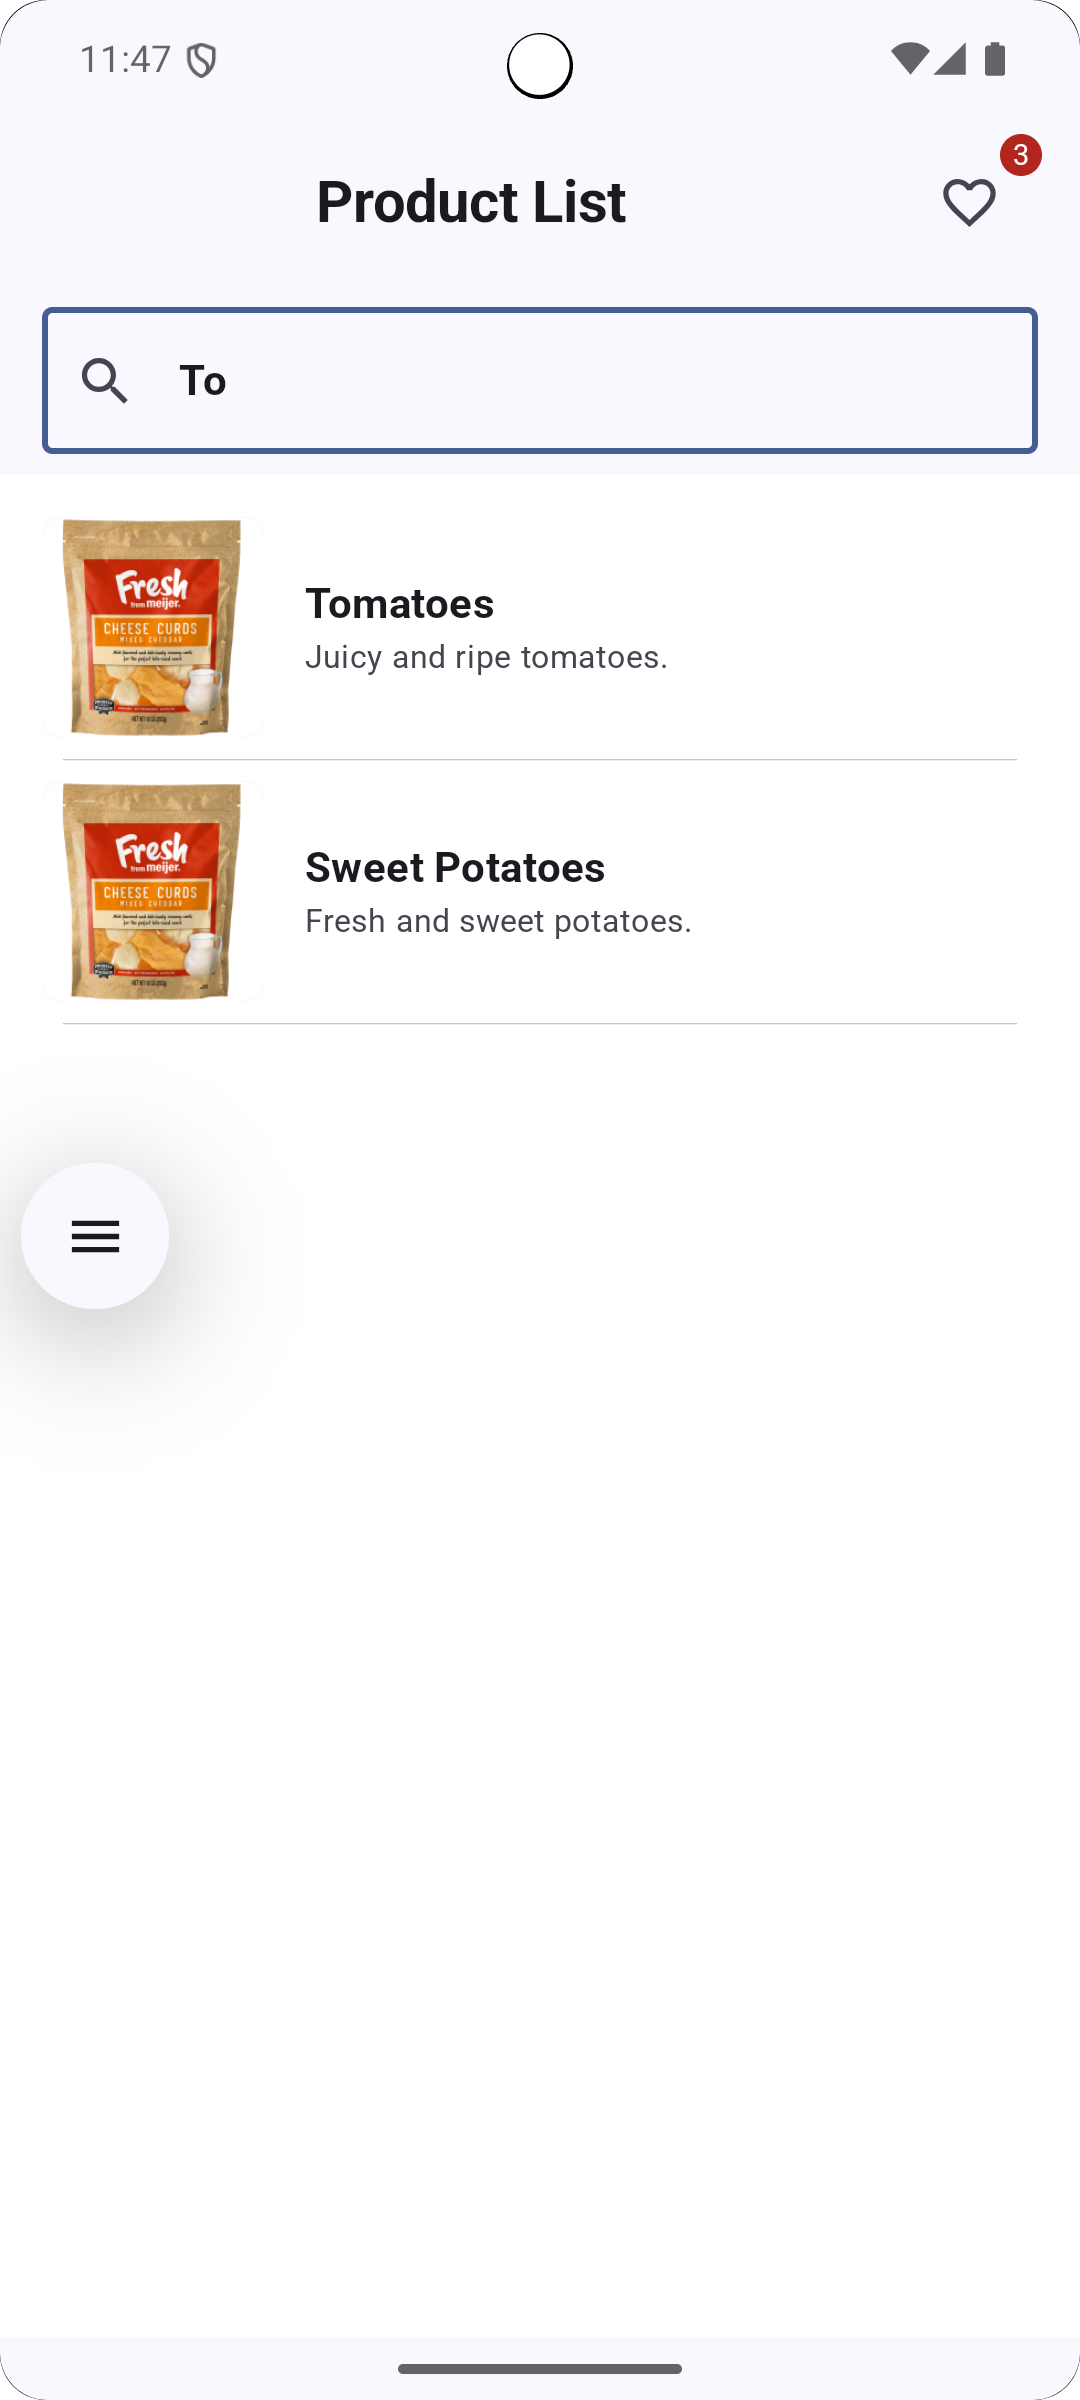 11:47
3
Product List
To
Fresh
from meijer.
CHEESE CURDS
MIXED CHEDDAR
Tomatoes
Juicy and ripe tomatoes.
Fresh
from meijer.
CHEESE CURDS
MIXED CHEDDAR
Sweet Potatoes
Fresh and sweet potatoes.